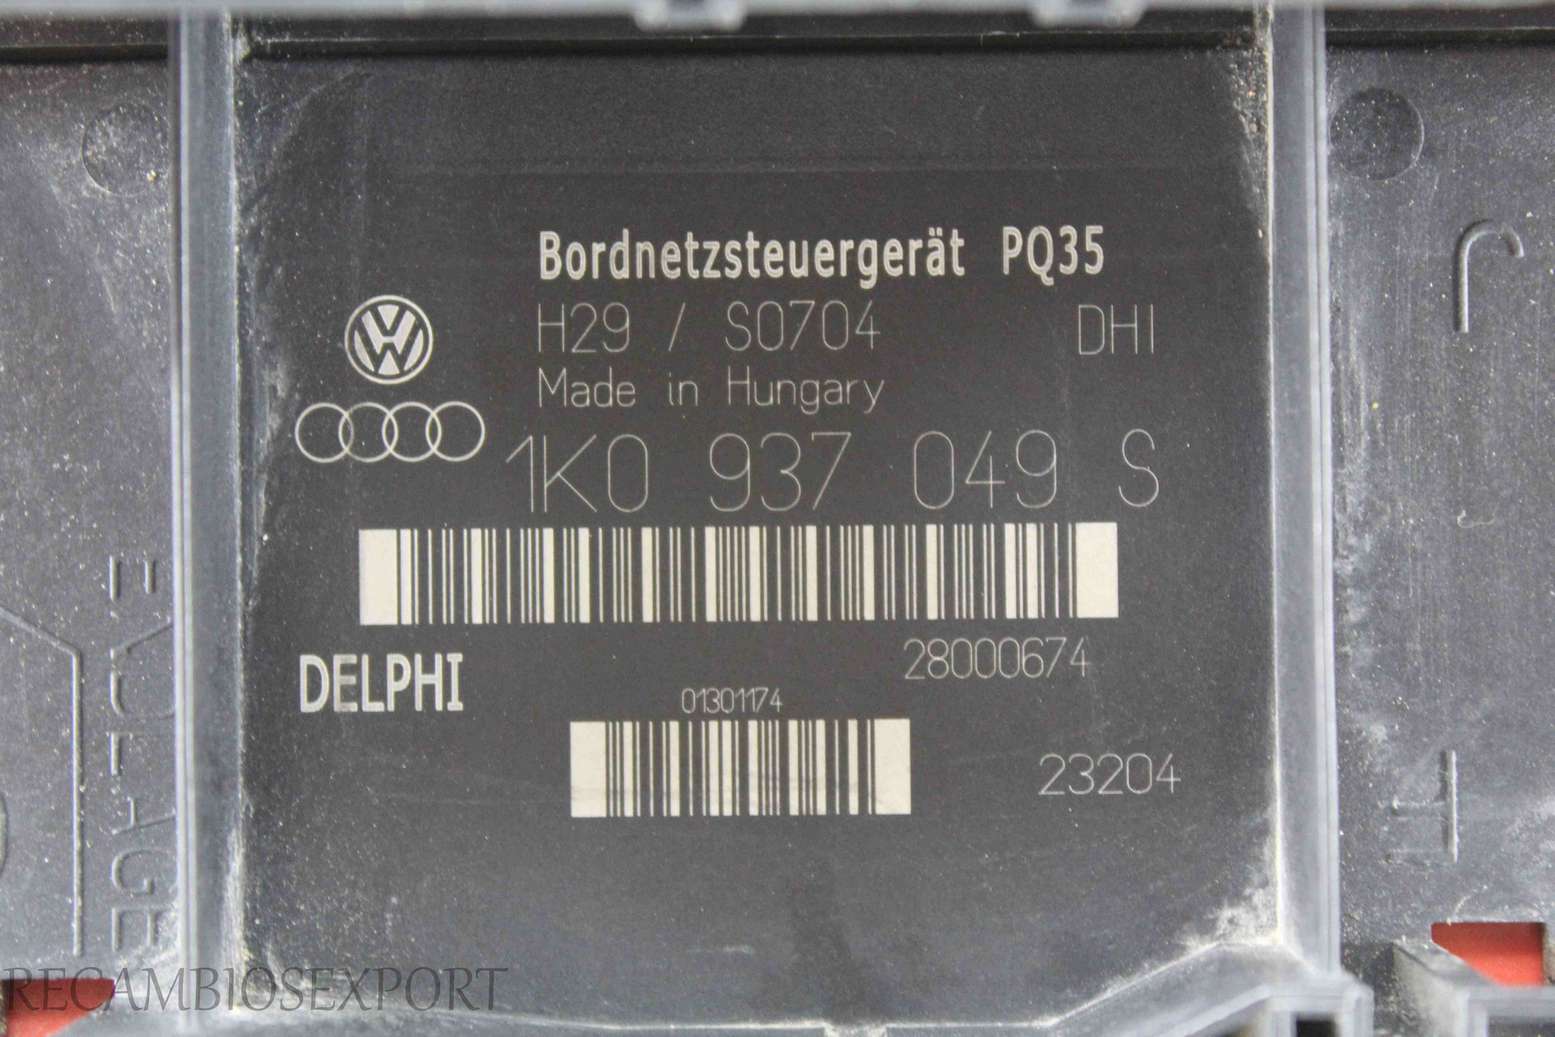 Bordnetzsteuergerät PQ35
H29 / S0704 DHI
Made in Hungary
1K0 937 049 S
28000674
DELPHI
01301174
23204
RECAMBIOSEXPORT